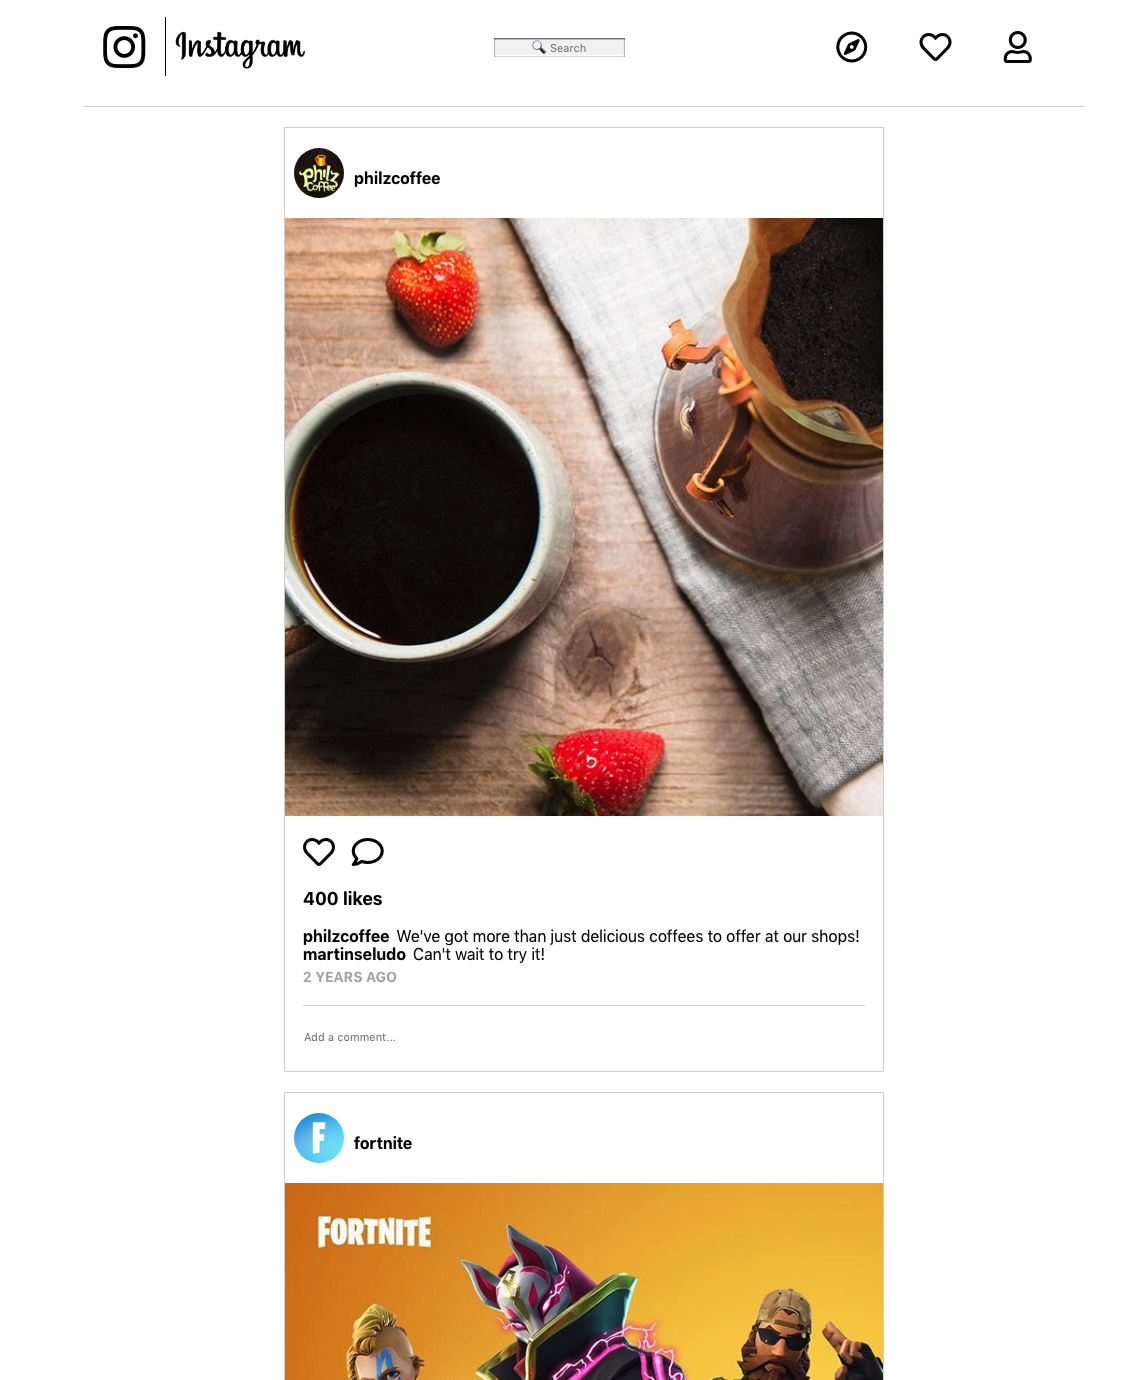 Instagram
🔍 Search
philz
Coffee
philzcoffee
400 likes
philzcoffee We've got more than just delicious coffees to offer at our shops!
martinseludo Can't wait to try it!
2 YEARS AGO
Add a comment...
F
fortnite
FORTNITE